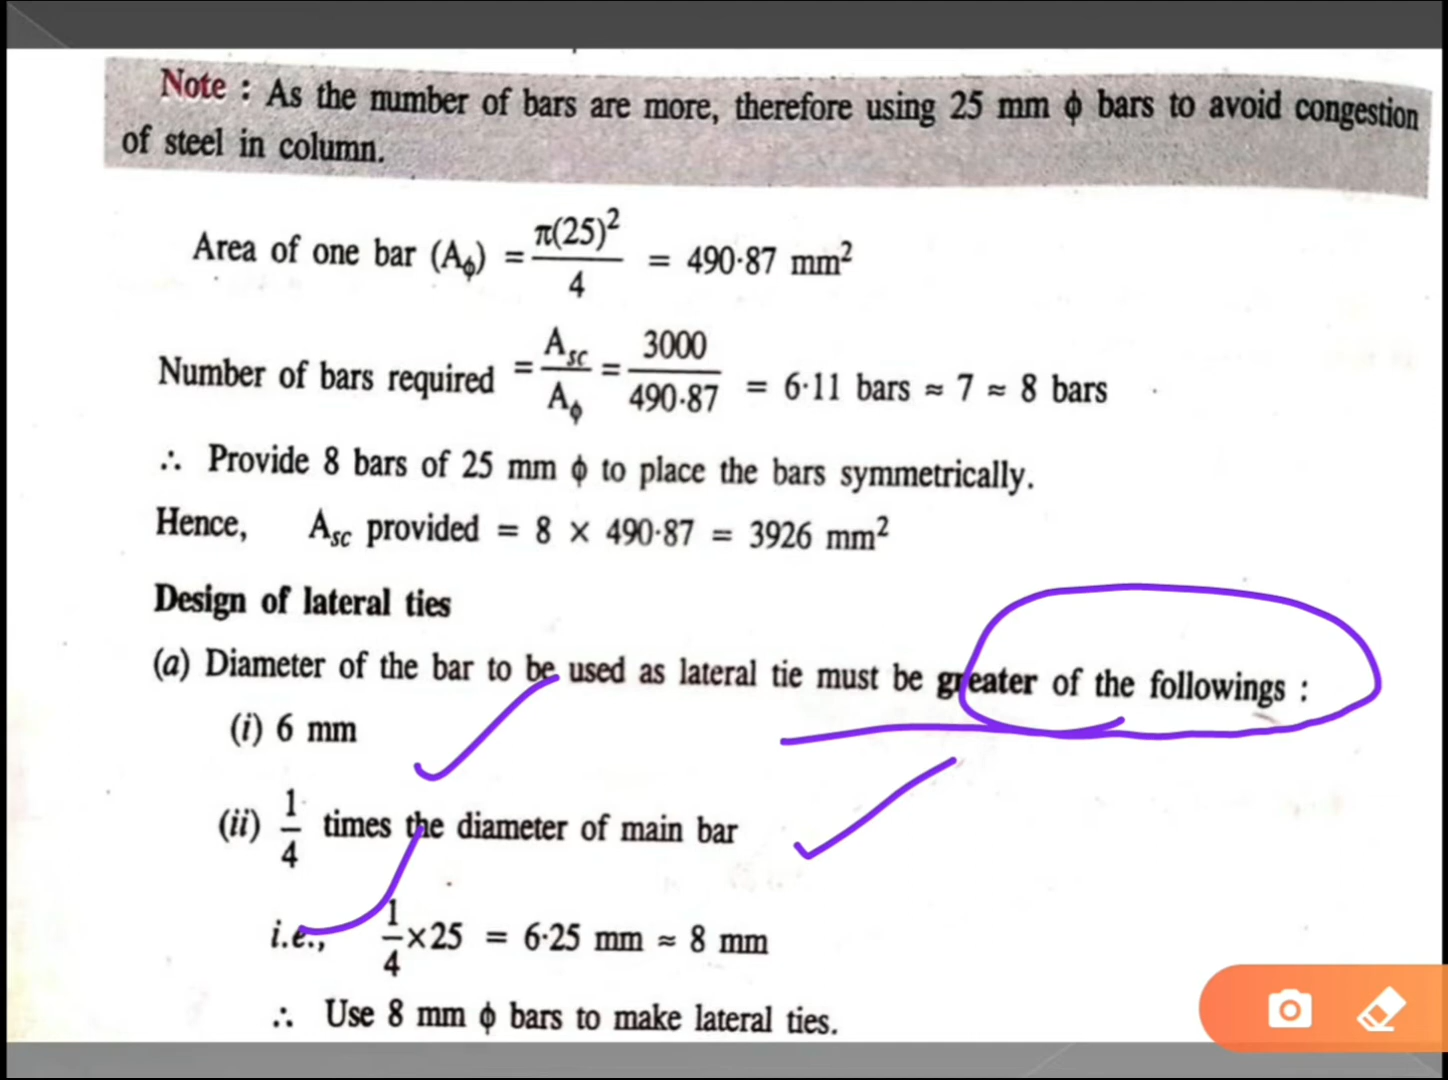 Note : As the number of bars are more, therefore using 25 mm ϕ bars to avoid congestion
of steel in column.
Area of one bar (Aϕ) = π(25)²/4 = 490·87 mm²
Number of bars required = Asc/Aϕ = 3000/490·87 = 6·11 bars ≈ 7 ≈ 8 bars
∴ Provide 8 bars of 25 mm ϕ to place the bars symmetrically.
Hence, Asc provided = 8 × 490·87 = 3926 mm²
Design of lateral ties
(a) Diameter of the bar to be used as lateral tie must be greater of the followings :
(i) 6 mm
(ii) 1/4 times the diameter of main bar
i.e., 1/4 × 25 = 6·25 mm ≈ 8 mm
∴ Use 8 mm ϕ bars to make lateral ties.